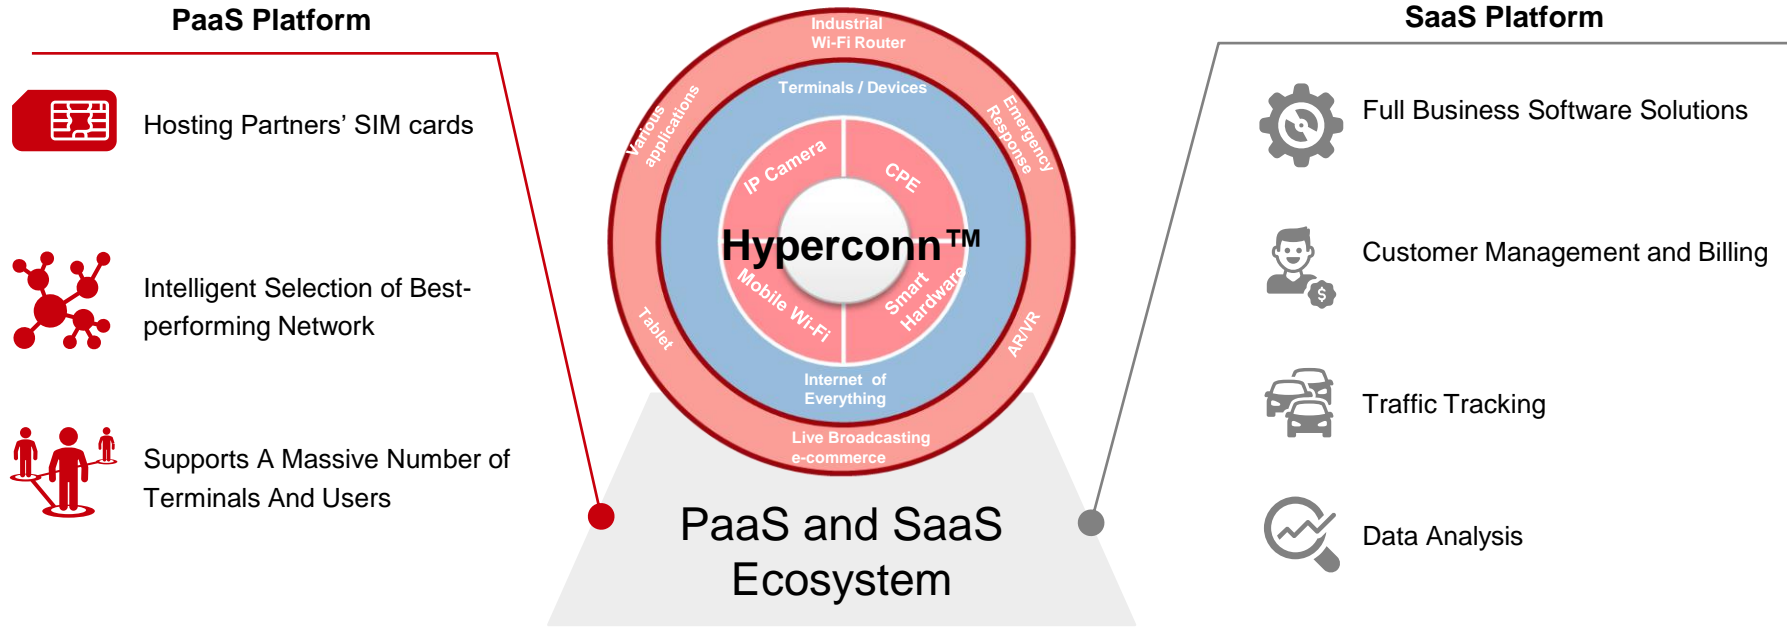 PaaS Platform
Hosting Partners’ SIM cards
Intelligent Selection of Best-
performing Network
Supports A Massive Number of
Terminals And Users
Industrial
Wi-Fi Router
Various
applications
Emergency
Response
Terminals / Devices
IP Camera
CPE
Hyperconn™
Mobile Wi-Fi
Smart
Hardware
Tablet
AR/VR
Internet of
Everything
Live Broadcasting
e-commerce
PaaS and SaaS
Ecosystem
SaaS Platform
Full Business Software Solutions
Customer Management and Billing
$
Traffic Tracking
Data Analysis